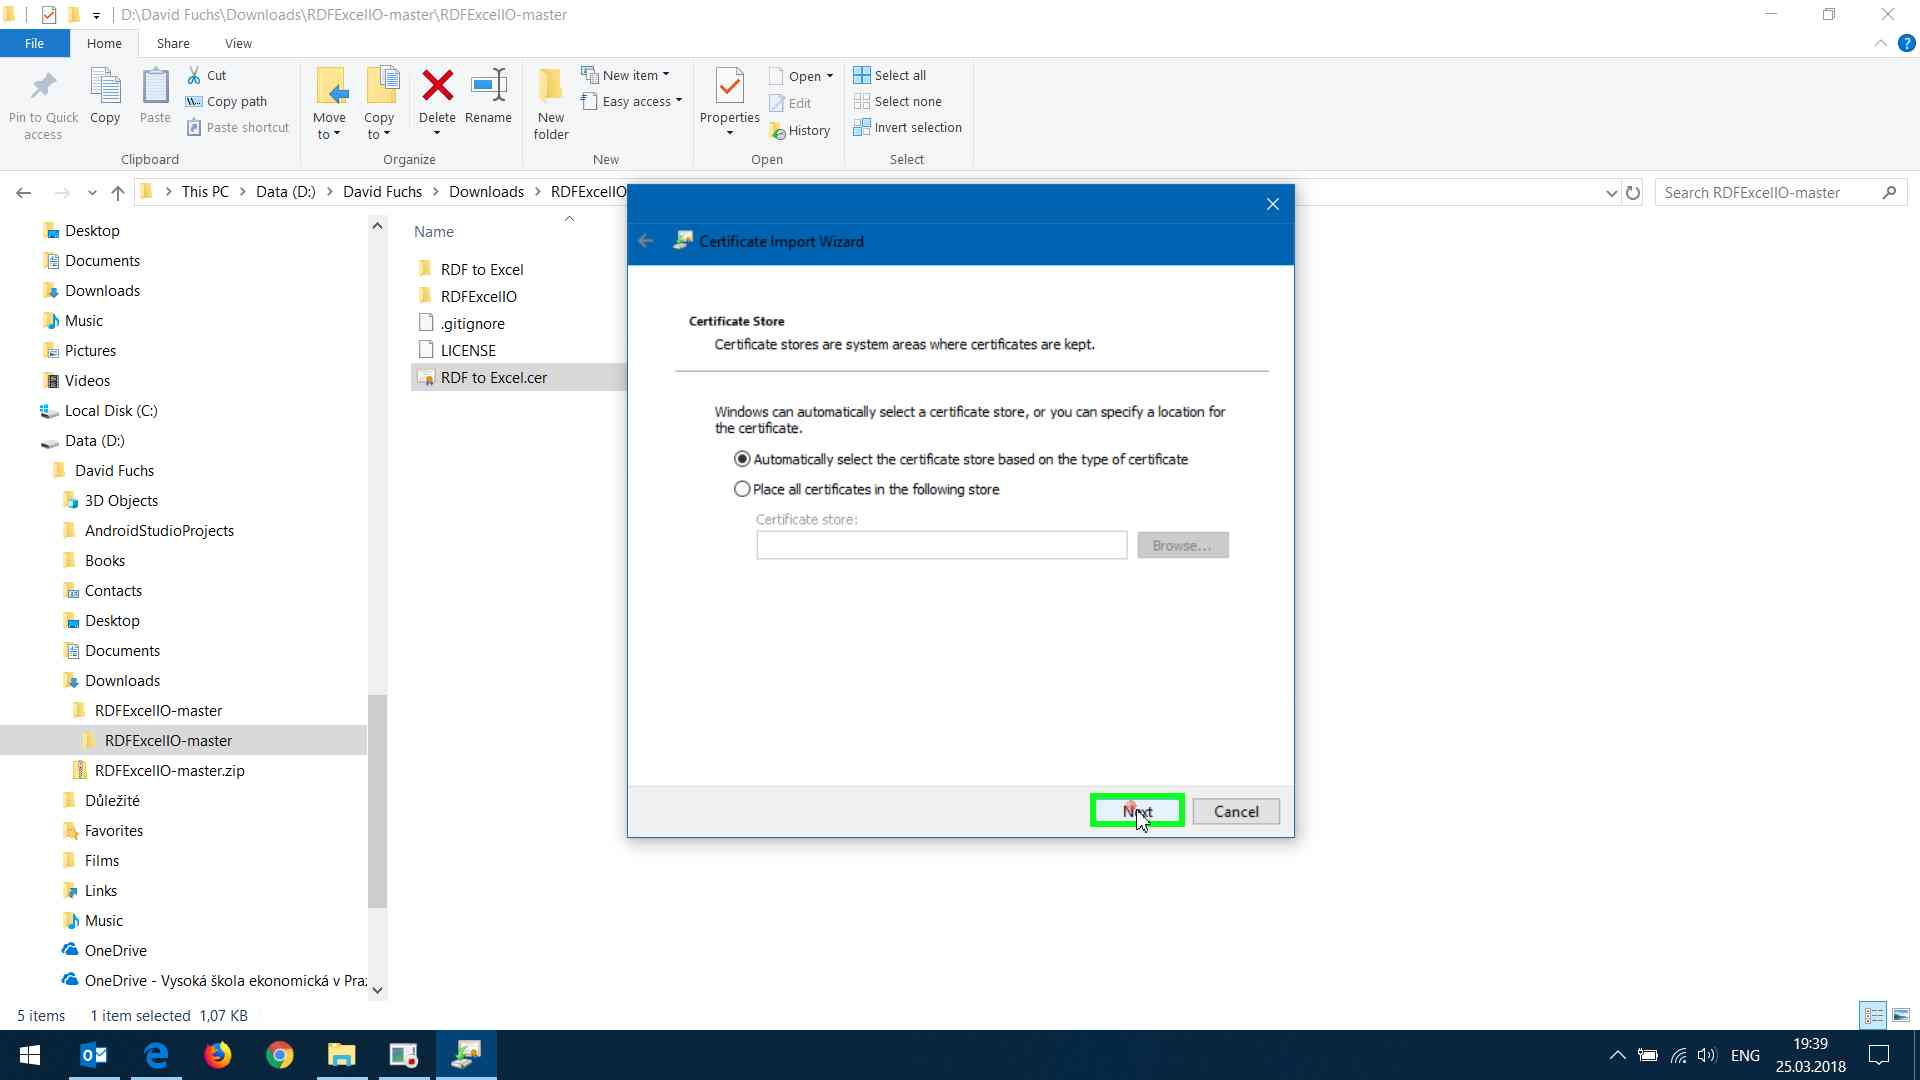 D:\David Fuchs\Downloads\RDFExcelIO-master\RDFExcelIO-master
File Home Share View
Pin to Quick access
Copy
Paste
Cut
Copy path
Paste shortcut
Clipboard
Move to
Copy to
Delete
Rename
Organize
New folder
New item
Easy access
New
Properties
Open
Edit
History
Open
Select all
Select none
Invert selection
Select
This PC > Data (D:) > David Fuchs > Downloads > RDFExcelIO
Search RDFExcelIO-master
Desktop
Documents
Downloads
Music
Pictures
Videos
Local Disk (C:)
Data (D:)
David Fuchs
3D Objects
AndroidStudioProjects
Books
Contacts
Desktop
Documents
Downloads
RDFExcelIO-master
RDFExcelIO-master
RDFExcelIO-master.zip
Důležité
Favorites
Films
Links
Music
OneDrive
OneDrive - Vysoká škola ekonomická v Pra
Name
RDF to Excel
RDFExcelIO
.gitignore
LICENSE
RDF to Excel.cer
Certificate Import Wizard
Certificate Store
Certificate stores are system areas where certificates are kept.
Windows can automatically select a certificate store, or you can specify a location for
the certificate.
Automatically select the certificate store based on the type of certificate
Place all certificates in the following store
Certificate store:
Browse...
Next
Cancel
5 items 1 item selected 1,07 KB
ENG
19:39
25.03.2018